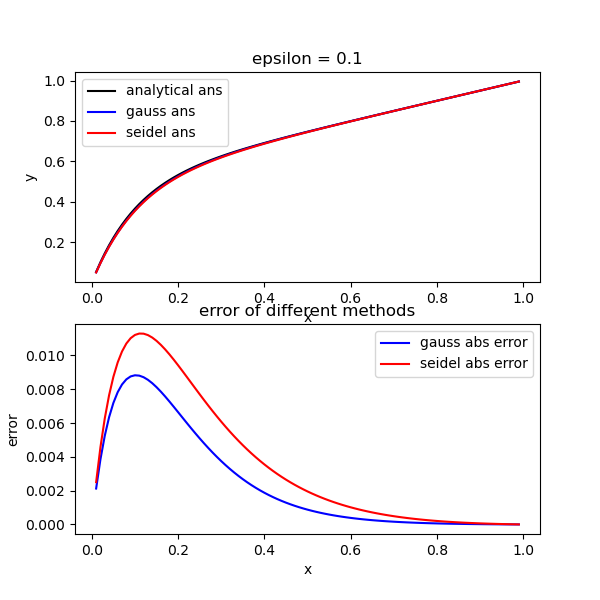 epsilon = 0.1
1.0
0.8
0.6
0.4
0.2
y
analytical ans
gauss ans
seidel ans
0.0 0.2 0.4 0.6 0.8 1.0
x
error of different methods
0.010
0.008
0.006
0.004
0.002
0.000
error
gauss abs error
seidel abs error
0.0 0.2 0.4 0.6 0.8 1.0
x